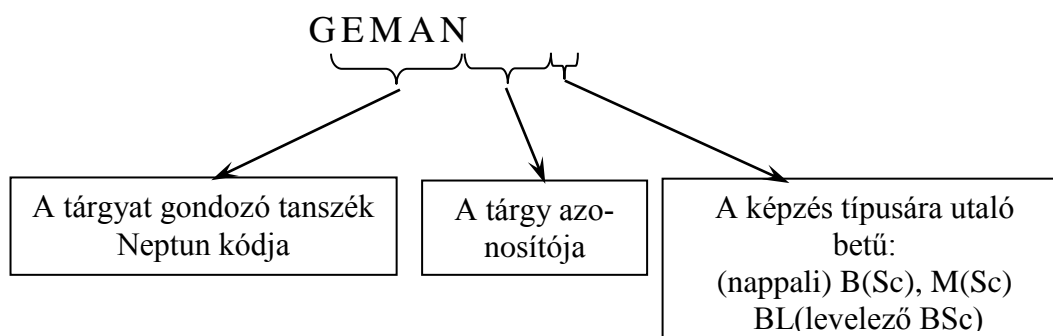 GEMAN
A tárgyat gondozó tanszék
Neptun kódja
A tárgy azo-
nosítója
A képzés típusára utaló
betű:
(nappali) B(Sc), M(Sc)
BL(levelező BSc)